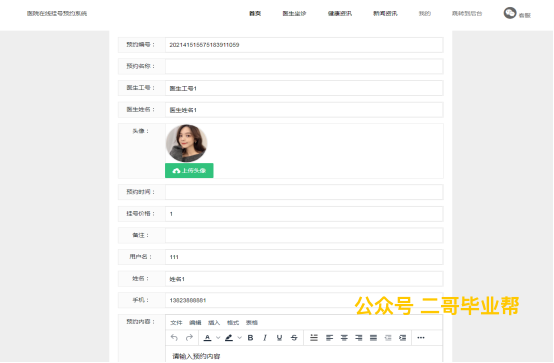 医院在线挂号预约系统 首页 医生坐诊 健康资讯 新闻资讯 我的 跳转到后台 客服
预约编号： 202141515575183911059
预约名称：
医生工号： 医生工号1
医生姓名： 医生姓名1
头像：
上传头像
预约时间：
挂号价格： 1
备注：
用户名： 111
姓名： 姓名1
手机： 13823888881
公众号 二哥毕业帮
预约内容： 文件 编辑 插入 格式 表格
请输入预约内容